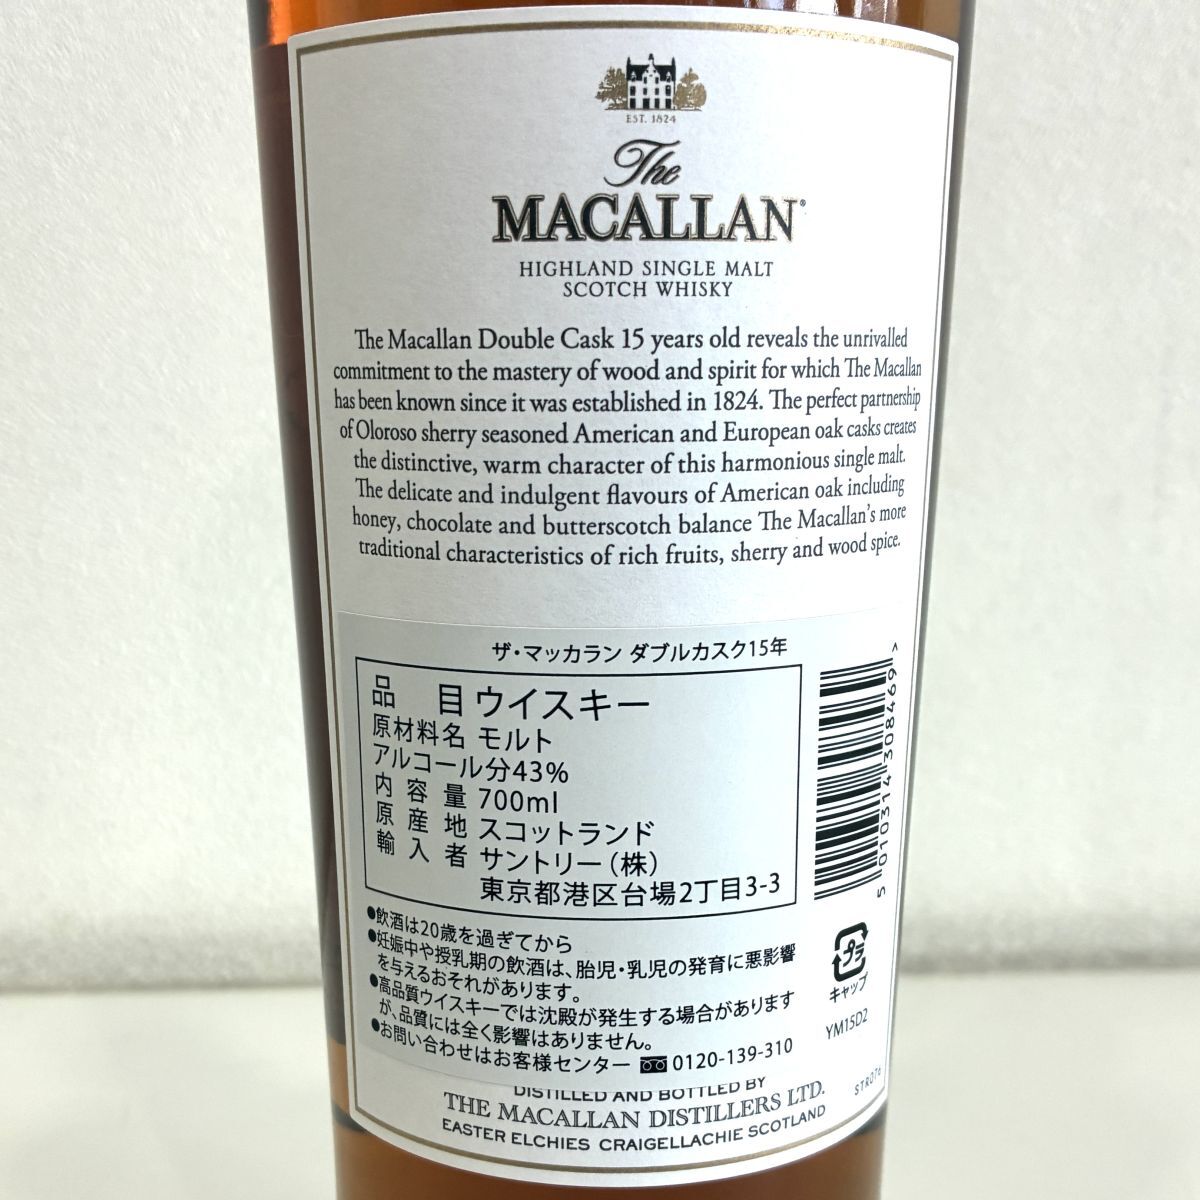 EST. 1824
The
MACALLAN®
HIGHLAND SINGLE MALT
SCOTCH WHISKY
The Macallan Double Cask 15 years old reveals the unrivalled
commitment to the mastery of wood and spirit for which The Macallan
has been known since it was established in 1824. The perfect partnership
of Oloroso sherry seasoned American and European oak casks creates
the distinctive, warm character of this harmonious single malt.
The delicate and indulgent flavours of American oak including
honey, chocolate and butterscotch balance The Macallan's more
traditional characteristics of rich fruits, sherry and wood spice.
ザ・マッカラン ダブルカスク15年
品 目 ウイスキー
原材料名 モルト
アルコール分43%
内容量 700ml
原産地 スコットランド
輸入者 サントリー(株)
東京都港区台場2丁目3-3
5 010314 308469 >
●飲酒は20歳を過ぎてから
●妊娠中や授乳期の飲酒は、胎児・乳児の発育に悪影響
を与えるおそれがあります。
●高品質ウイスキーでは沈殿が発生する場合があります
が、品質には全く影響はありません。
●お問い合わせはお客様センター 0120-139-310
プラ
キャップ
YM15D2
STR076
DISTILLED AND BOTTLED BY
THE MACALLAN DISTILLERS LTD.
EASTER ELCHIES CRAIGELLACHIE SCOTLAND